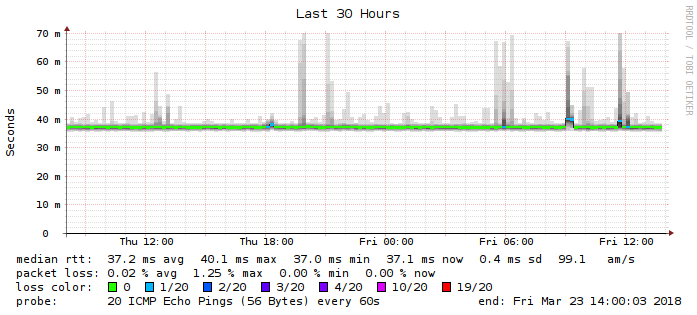 Last 30 Hours
RRDTOOL / TOBI OETIKER
Seconds
70 m
60 m
50 m
40 m
30 m
20 m
10 m
0
Thu 12:00 Thu 18:00 Fri 00:00 Fri 06:00 Fri 12:00
median rtt: 37.2 ms avg 40.1 ms max 37.0 ms min 37.1 ms now 0.4 ms sd 99.1 am/s
packet loss: 0.02 % avg 1.25 % max 0.00 % min 0.00 % now
loss color: 0 1/20 2/20 3/20 4/20 10/20 19/20
probe: 20 ICMP Echo Pings (56 Bytes) every 60s end: Fri Mar 23 14:00:03 2018